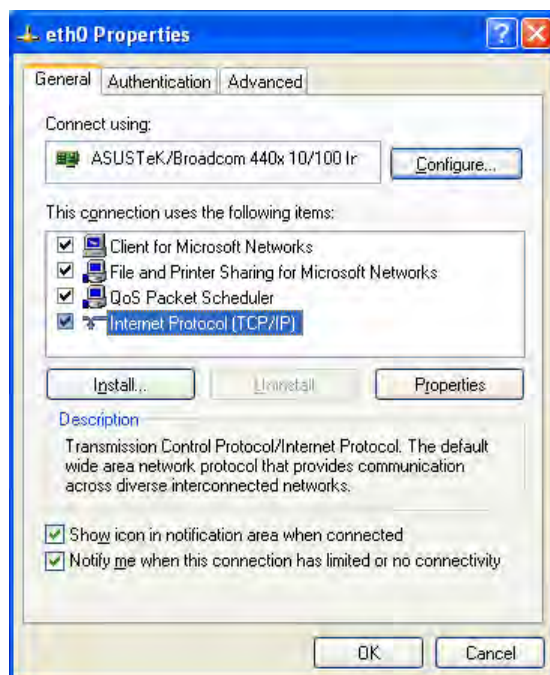 eth0 Properties
General Authentication Advanced
Connect using:
ASUSTeK/Broadcom 440x 10/100 Ir Configure...
This connection uses the following items:
Client for Microsoft Networks
File and Printer Sharing for Microsoft Networks
QoS Packet Scheduler
Internet Protocol (TCP/IP)
Install... Uninstall Properties
Description
Transmission Control Protocol/Internet Protocol. The default
wide area network protocol that provides communication
across diverse interconnected networks.
Show icon in notification area when connected
Notify me when this connection has limited or no connectivity
OK Cancel